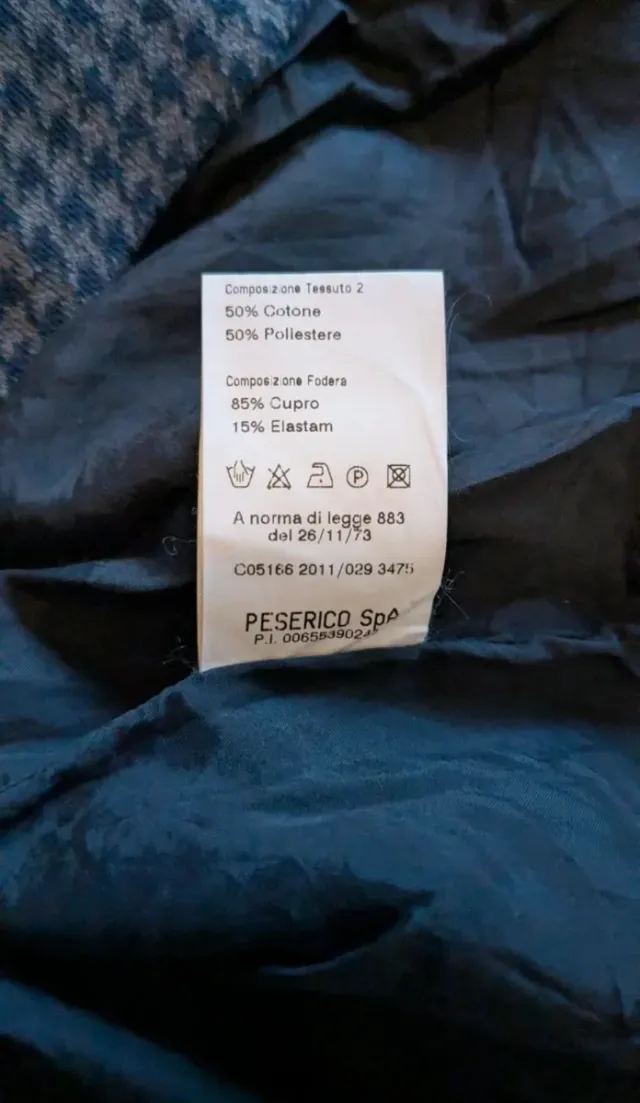 Composizione Tessuto 2
50% Cotone
50% Poliestere
Composizione Fodera
85% Cupro
15% Elastam
P
A norma di legge 883
del 26/11/73
C05166 2011/029 3475
PESERICO SpA
P.I.